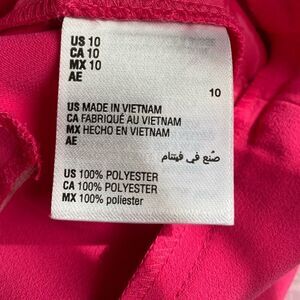 US 10
CA 10
MX 10
AE
10
US MADE IN VIETNAM
CA FABRIQUÉ AU VIETNAM
MX HECHO EN VIETNAM
AE
صُنع في فيتنام
US 100% POLYESTER
CA 100% POLYESTER
MX 100% poliester